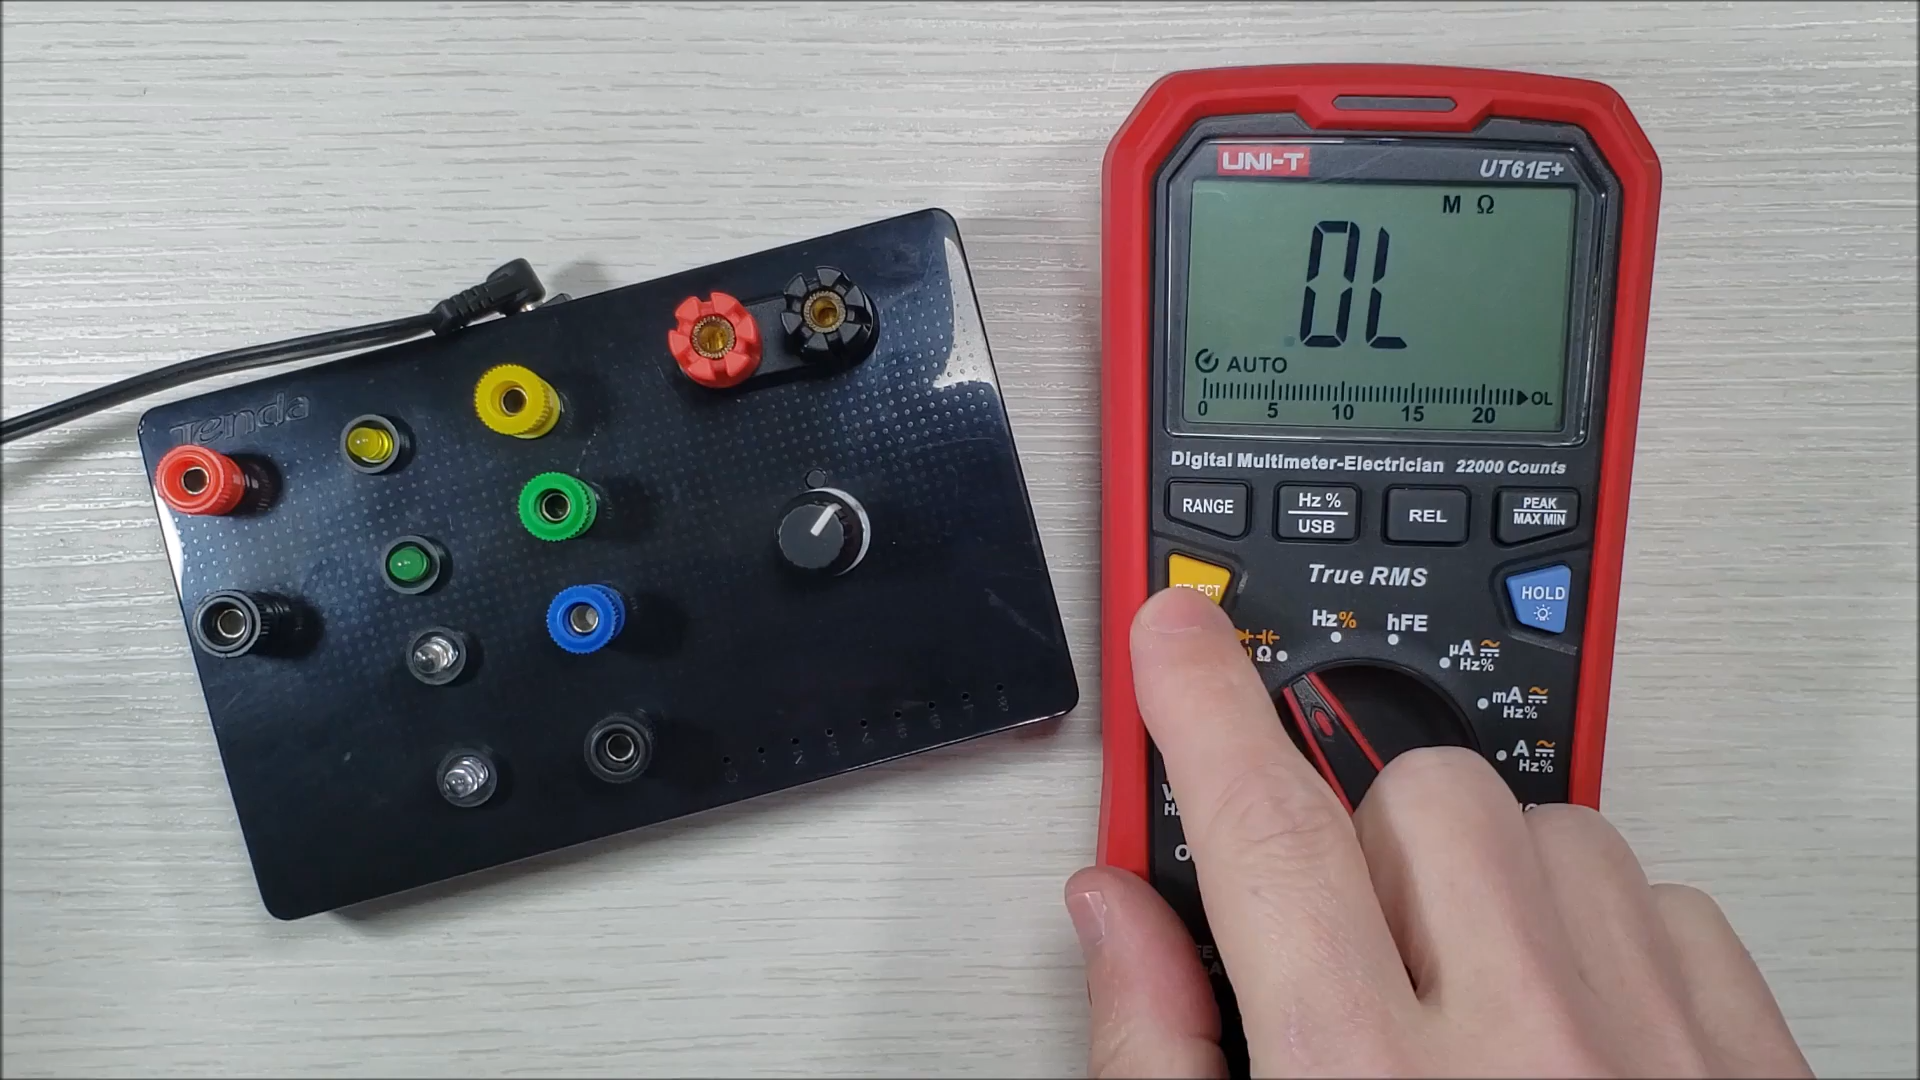 Tenda
UNI-T
UT61E+
M Ω
OL
AUTO
OL
0 5 10 15 20
Digital Multimeter-Electrician 22000 Counts
RANGE
Hz %
USB
REL
PEAK
MAX MIN
SELECT
True RMS
HOLD
Hz%
hFE
Ω
µA
Hz%
mA
Hz%
A
Hz%